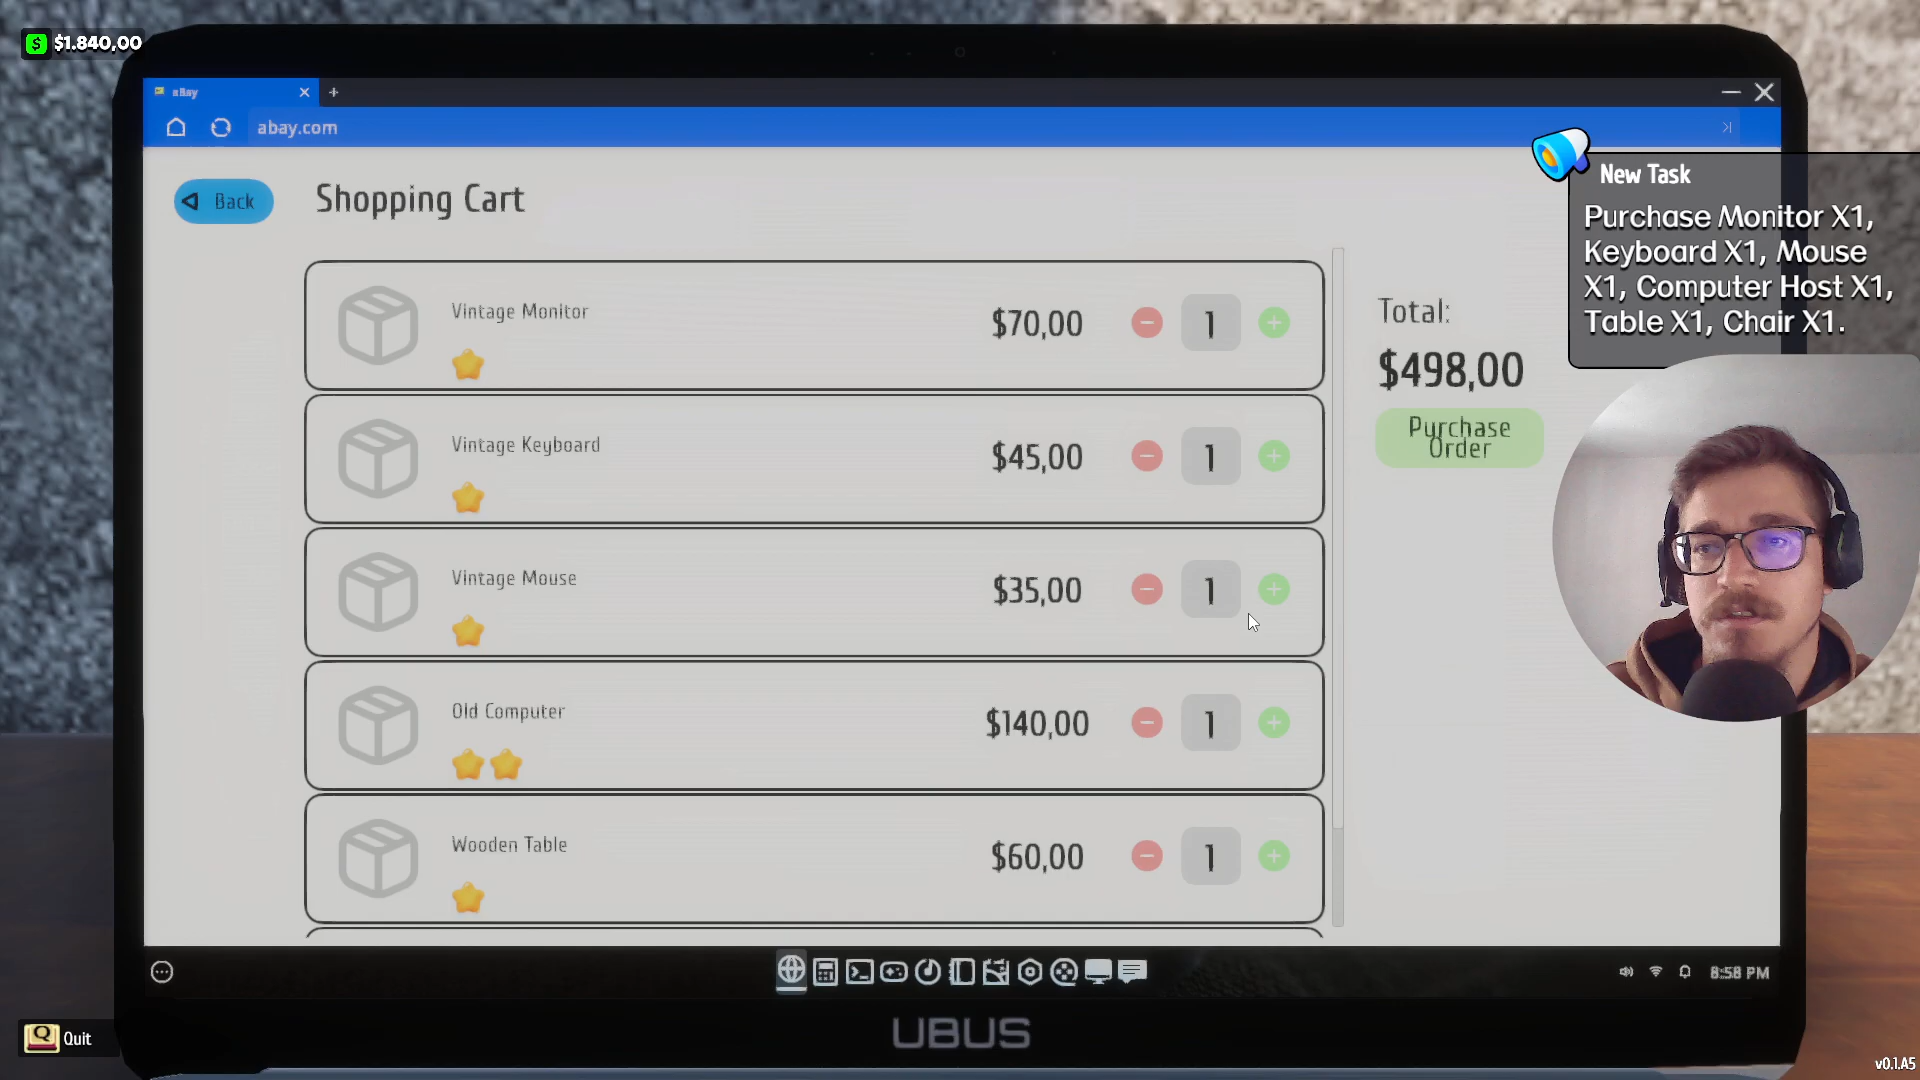 $ $1.840,00
aBay
abay.com
Back
Shopping Cart
New Task
Purchase Monitor X1,
Keyboard X1, Mouse
X1, Computer Host X1,
Table X1, Chair X1.
Vintage Monitor
$70,00
1
Total:
$498,00
Purchase
Order
Vintage Keyboard
$45,00
1
Vintage Mouse
$35,00
1
Old Computer
$140,00
1
Wooden Table
$60,00
1
8:58 PM
UBUS
Q Quit
v0.1.A5